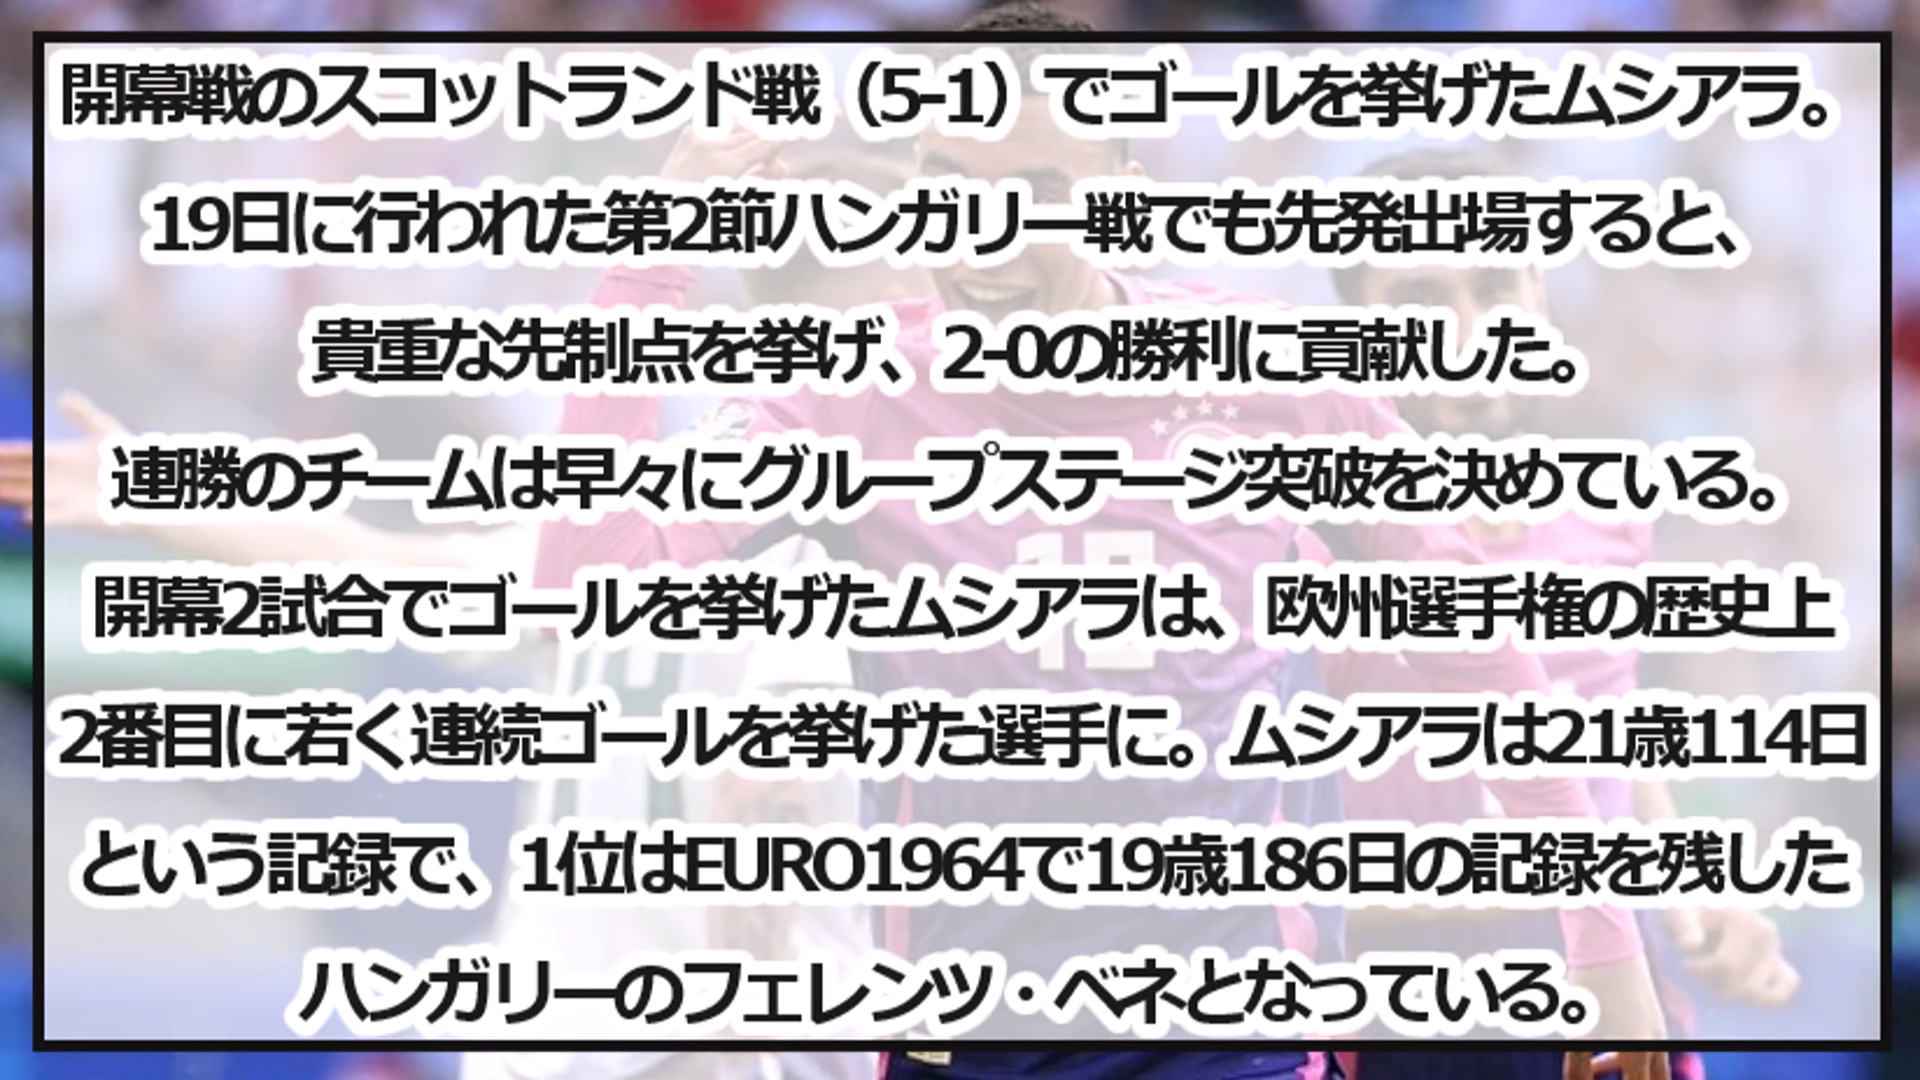 開幕戦のスコットランド戦（5-1）でゴールを挙げたムシアラ。
19日に行われた第2節ハンガリー戦でも先発出場すると、
貴重な先制点を挙げ、2-0の勝利に貢献した。
連勝のチームは早々にグループステージ突破を決めている。
開幕2試合でゴールを挙げたムシアラは、欧州選手権の歴史上
2番目に若く連続ゴールを挙げた選手に。ムシアラは21歳114日
という記録で、1位はEURO1964で19歳186日の記録を残した
ハンガリーのフェレンツ・ベネとなっている。